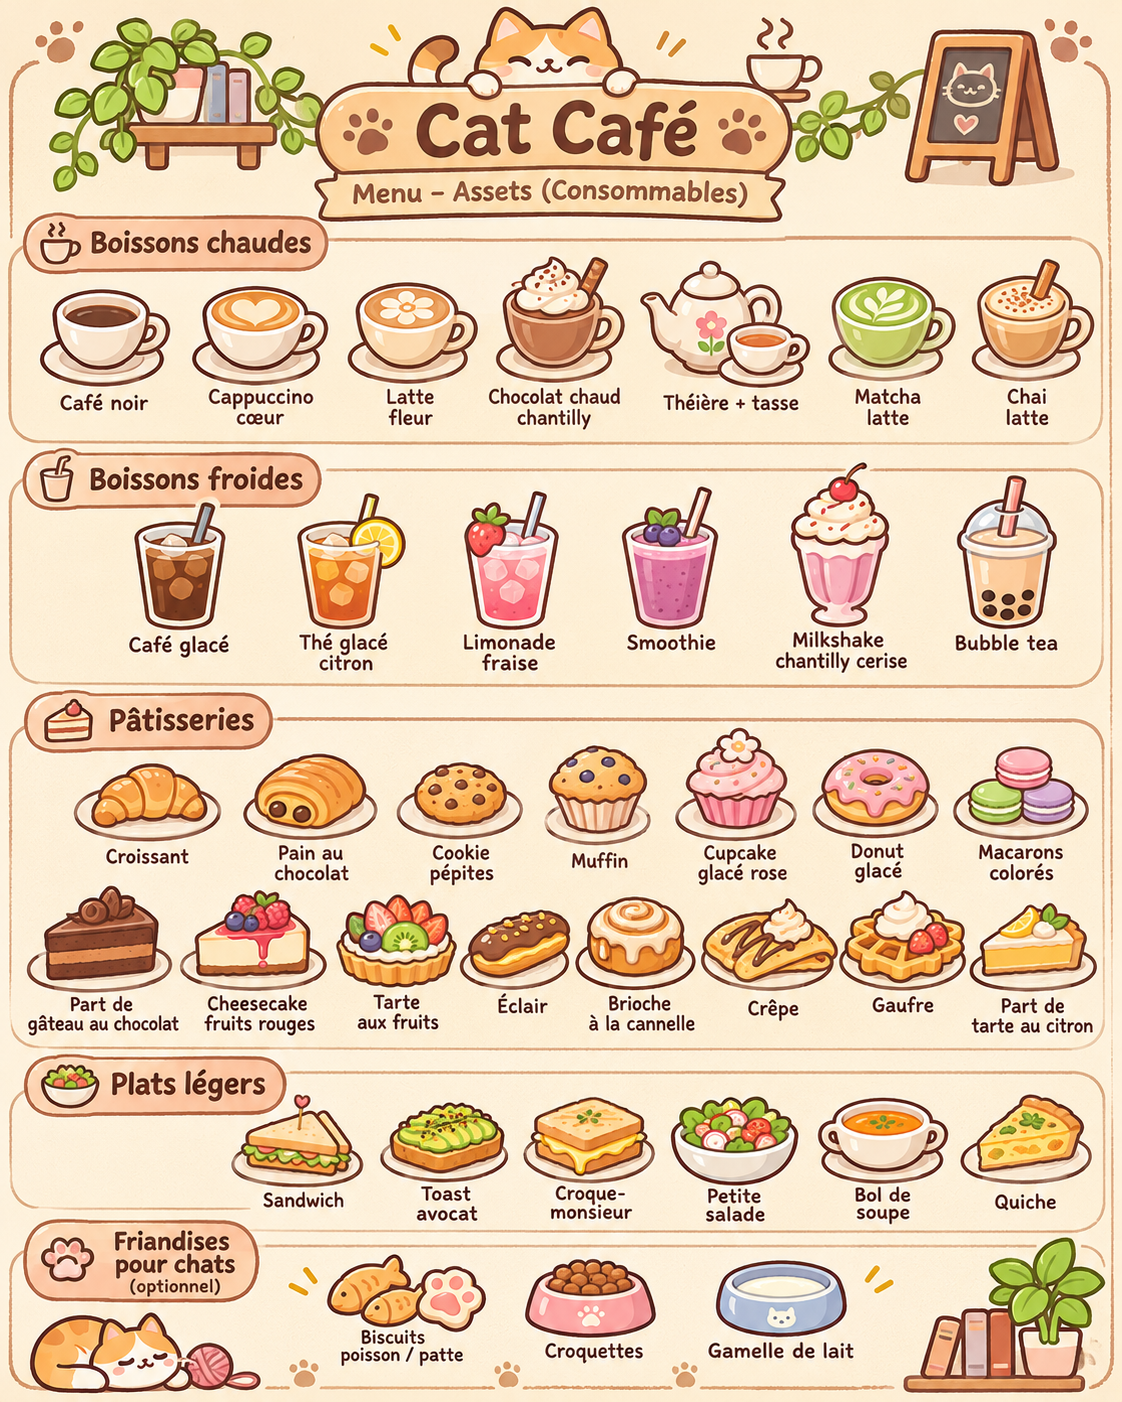 Cat Café
Menu – Assets (Consommables)
Boissons chaudes
Café noir
Cappuccino
cœur
Latte
fleur
Chocolat chaud
chantilly
Théière + tasse
Matcha
latte
Chai
latte
Boissons froides
Café glacé
Thé glacé
citron
Limonade
fraise
Smoothie
Milkshake
chantilly cerise
Bubble tea
Pâtisseries
Croissant
Pain au
chocolat
Cookie
pépites
Muffin
Cupcake
glacé rose
Donut
glacé
Macarons
colorés
Part de
gâteau au chocolat
Cheesecake
fruits rouges
Tarte
aux fruits
Éclair
Brioche
à la cannelle
Crêpe
Gaufre
Part de
tarte au citron
Plats légers
Sandwich
Toast
avocat
Croque-
monsieur
Petite
salade
Bol de
soupe
Quiche
Friandises
pour chats
(optionnel)
Biscuits
poisson / patte
Croquettes
Gamelle de lait